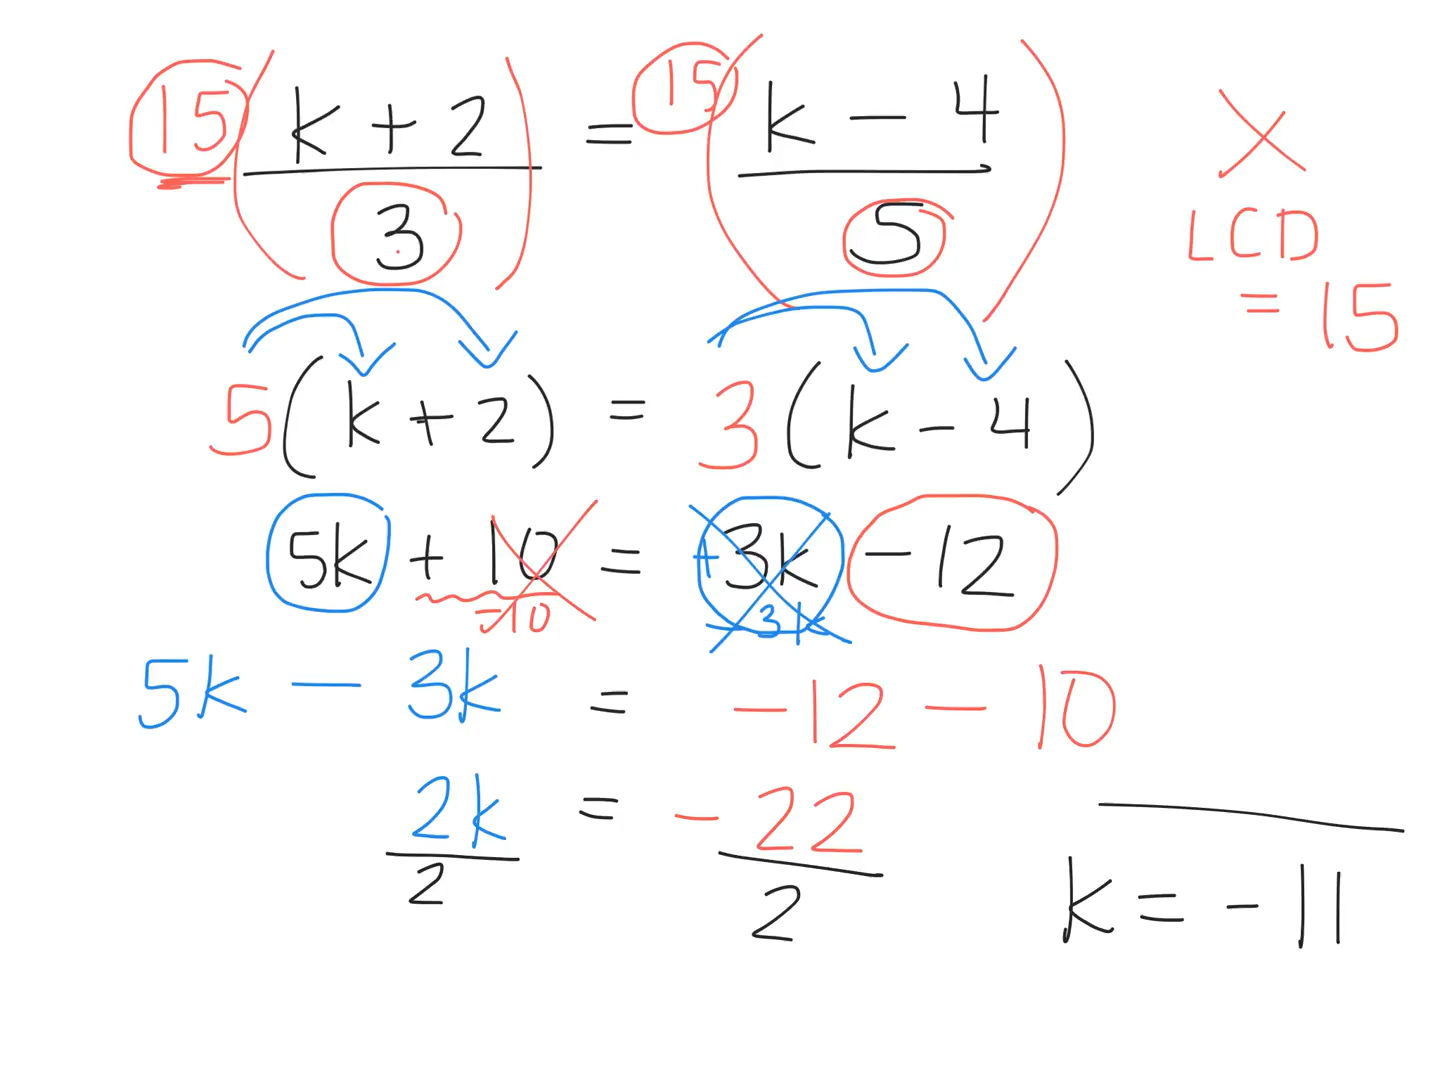 15(k + 2 = 15(k − 4)
3 5
LCD
= 15
5(k + 2) = 3(k − 4)
5k + 10 = +3k − 12
−10 −3k
5k − 3k = −12 − 10
2k = −22
2 2
k = −11